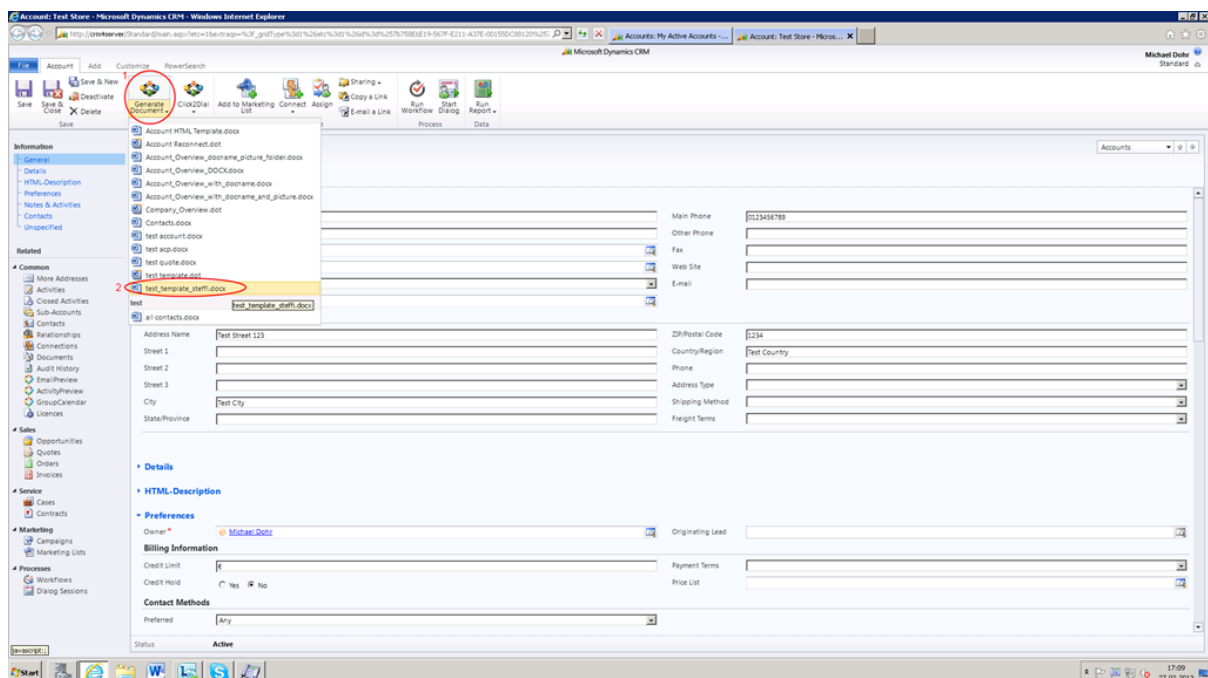 Account: Test Store - Microsoft Dynamics CRM - Windows Internet Explorer
Accounts: My Active Accounts -...
Account: Test Store - Micros...
Microsoft Dynamics CRM
Michael Dohr
Standard
File Account Add Customize PowerSearch
1
Save
Save & Close
Save & New
Deactivate
Delete
Generate Document
Click2Dial
Add to Marketing List
Connect
Assign
Sharing
Copy a Link
E-mail a Link
Run Workflow
Start Dialog
Run Report
Save
Process
Data
Information
General
Details
HTML-Description
Preferences
Notes & Activities
Contacts
Unspecified
Related
Common
More Addresses
Activities
Closed Activities
Sub-Accounts
Contacts
Relationships
Connections
Documents
Audit History
EmailPreview
ActivityPreview
GroupCalendar
Licences
Sales
Opportunities
Quotes
Orders
Invoices
Service
Cases
Contracts
Marketing
Campaigns
Marketing Lists
Processes
Workflows
Dialog Sessions
Account HTML Template.docx
Account Reconnect.dot
Account_Overview_docname_picture_folder.docx
Account_Overview_DOCX.docx
Account_Overview_with_docname.docx
Account_Overview_with_docname_and_picture.docx
Company_Overview.dot
Contacts.docx
test account.docx
test acp.docx
test quote.docx
test template.dot
2 test_template_steffi.docx
test
test_template_steffi.docx
all contacts.docx
Accounts
Main Phone 0123456789
Other Phone
Fax
Web Site
E-mail
Address Name Test Street 123
Street 1
Street 2
Street 3
City Test City
State/Province
ZIP/Postal Code 1234
Country/Region Test Country
Phone
Address Type
Shipping Method
Freight Terms
Details
HTML-Description
Preferences
Owner* Michael Dohr
Originating Lead
Billing Information
Credit Limit €
Payment Terms
Credit Hold Yes No
Price List
Contact Methods
Preferred Any
Status Active
javascript:;
Start
17:09